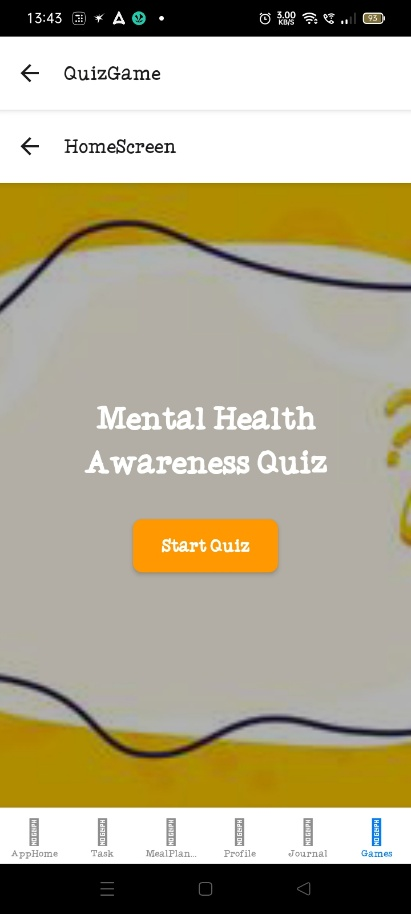 13:43
3.00
KB/S
93
QuizGame
HomeScreen
Mental Health
Awareness Quiz
Start Quiz
AppHome
Task
MealPlan...
Profile
Journal
Games